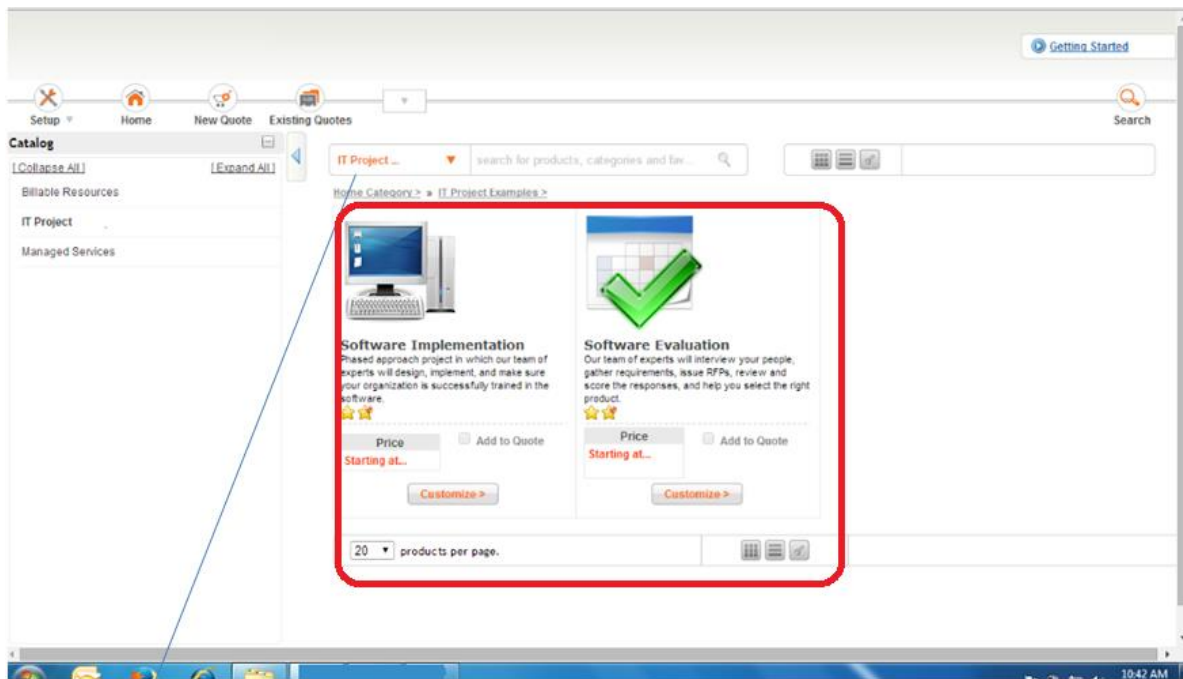 Getting Started
Setup Home New Quote Existing Quotes Search
Catalog
[ Collapse All ] [ Expand All ]
Billable Resources
IT Project
Managed Services
IT Project ... search for products, categories and fav...
Home Category > » IT Project Examples >
Software Implementation
Phased approach project in which our team of
experts will design, implement, and make sure
your organization is successfully trained in the
software.
Price Add to Quote
Starting at...
Customize >
Software Evaluation
Our team of experts will interview your people,
gather requirements, issue RFPs, review and
score the responses, and help you select the right
product.
Price Add to Quote
Starting at...
Customize >
20 products per page.
10:42 AM